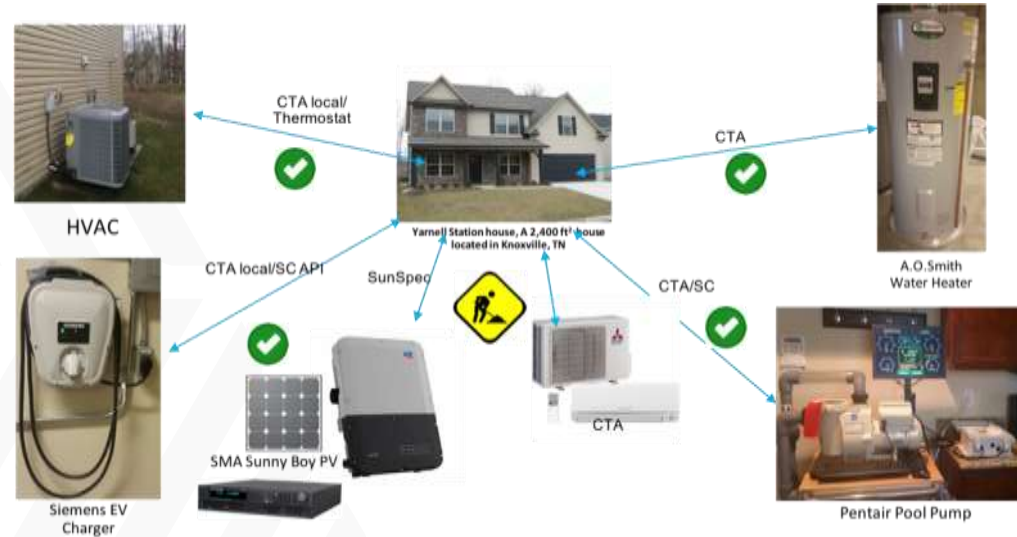 CTA local/
Thermostat
CTA
HVAC
Yarnell Station house, A 2,400 ft² house
located in Knoxville, TN
A.O.Smith
Water Heater
CTA local/SC API
SunSpec
CTA/SC
SIEMENS
CTA
SMA Sunny Boy PV
Siemens EV
Charger
Pentair Pool Pump